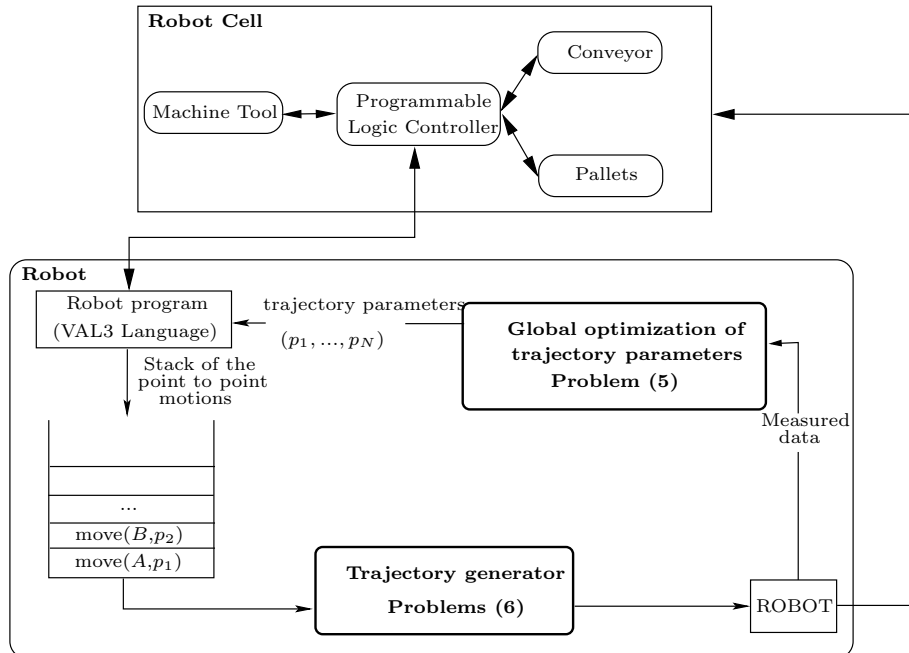 Robot Cell
Conveyor
Machine Tool
Programmable
Logic Controller
Pallets
Robot
Robot program
(VAL3 Language)
trajectory parameters
(p₁, ..., p_N)
Global optimization of
trajectory parameters
Problem (5)
Stack of the
point to point
motions
Measured
data
...
move(B,p₂)
move(A,p₁)
Trajectory generator
Problems (6)
ROBOT